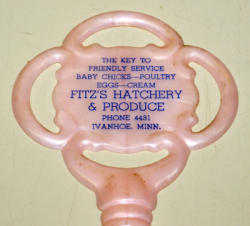 THE KEY TO
FRIENDLY SERVICE
BABY CHICKS—POULTRY
EGGS—CREAM
FITZ'S HATCHERY
& PRODUCE
PHONE 4431
IVANHOE, MINN.